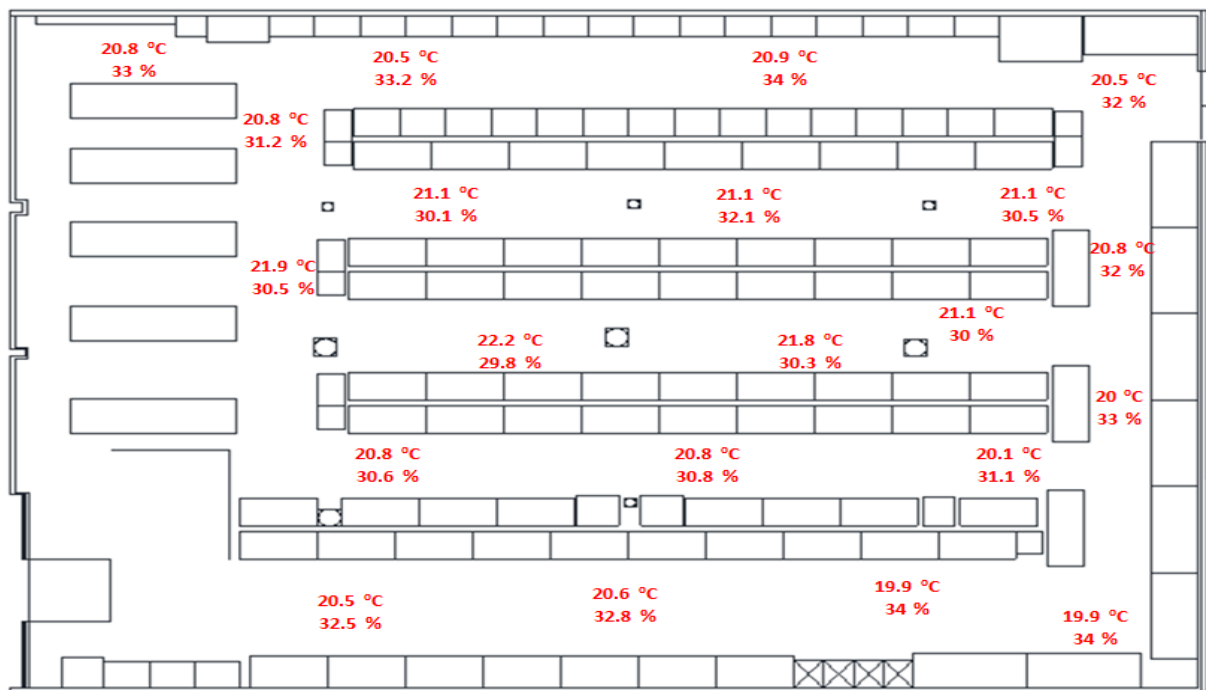 20.8 °C
33 %
20.5 °C
33.2 %
20.9 °C
34 %
20.5 °C
32 %
20.8 °C
31.2 %
21.1 °C
30.1 %
21.1 °C
32.1 %
21.1 °C
30.5 %
20.8 °C
32 %
21.9 °C
30.5 %
21.1 °C
30 %
22.2 °C
29.8 %
21.8 °C
30.3 %
20 °C
33 %
20.8 °C
30.6 %
20.8 °C
30.8 %
20.1 °C
31.1 %
20.5 °C
32.5 %
20.6 °C
32.8 %
19.9 °C
34 %
19.9 °C
34 %